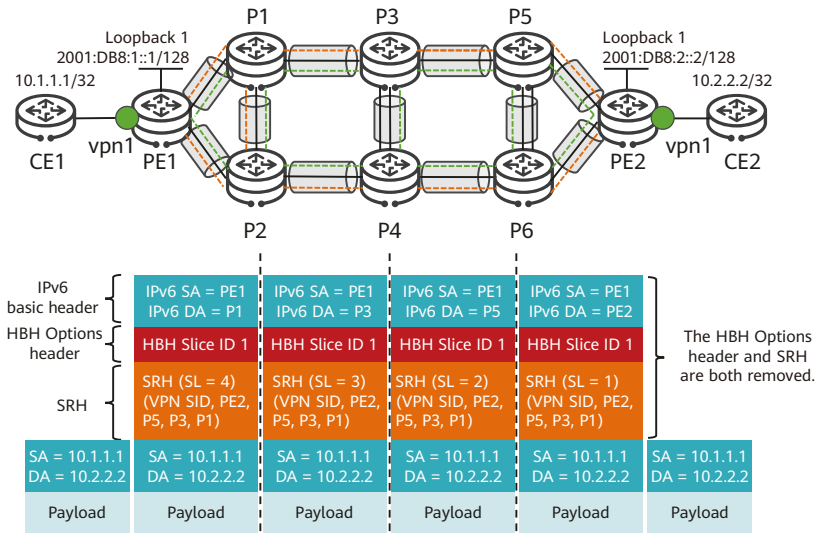 P1
P3
P5
Loopback 1
2001:DB8:1::1/128
Loopback 1
2001:DB8:2::2/128
10.1.1.1/32
10.2.2.2/32
CE1
vpn1
PE1
PE2
vpn1
CE2
P2
P4
P6
IPv6
basic header
IPv6 SA = PE1
IPv6 DA = P1
IPv6 SA = PE1
IPv6 DA = P3
IPv6 SA = PE1
IPv6 DA = P5
IPv6 SA = PE1
IPv6 DA = PE2
HBH Options
header
HBH Slice ID 1
HBH Slice ID 1
HBH Slice ID 1
HBH Slice ID 1
The HBH Options
header and SRH
are both removed.
SRH
SRH (SL = 4)
(VPN SID, PE2,
P5, P3, P1)
SRH (SL = 3)
(VPN SID, PE2,
P5, P3, P1)
SRH (SL = 2)
(VPN SID, PE2,
P5, P3, P1)
SRH (SL = 1)
(VPN SID, PE2,
P5, P3, P1)
SA = 10.1.1.1
DA = 10.2.2.2
SA = 10.1.1.1
DA = 10.2.2.2
SA = 10.1.1.1
DA = 10.2.2.2
SA = 10.1.1.1
DA = 10.2.2.2
SA = 10.1.1.1
DA = 10.2.2.2
SA = 10.1.1.1
DA = 10.2.2.2
Payload
Payload
Payload
Payload
Payload
Payload